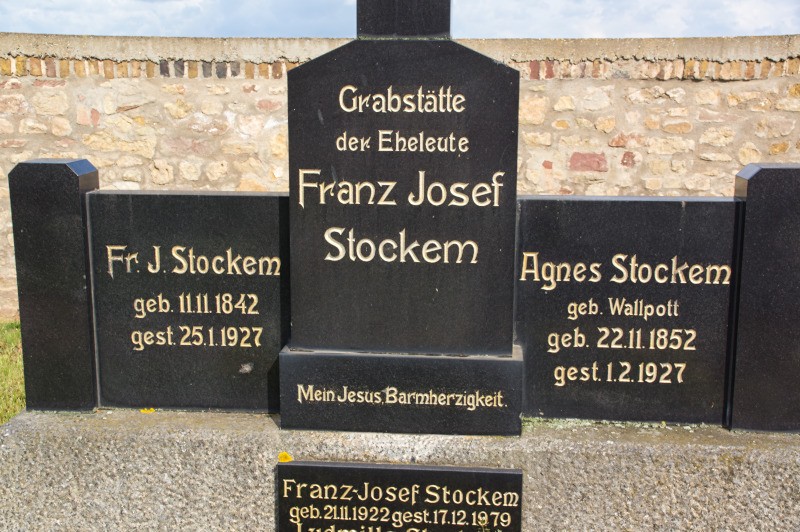 Grabstätte
der Eheleute
Franz Josef
Stockem
Fr. J. Stockem
geb. 11.11.1842
gest. 25.1.1927
Agnes Stockem
geb. Wallpott
geb. 22.11.1852
gest. 1.2.1927
Mein Jesus, Barmherzigkeit.
Franz-Josef Stockem
geb. 21.11.1922 gest. 17.12.1979